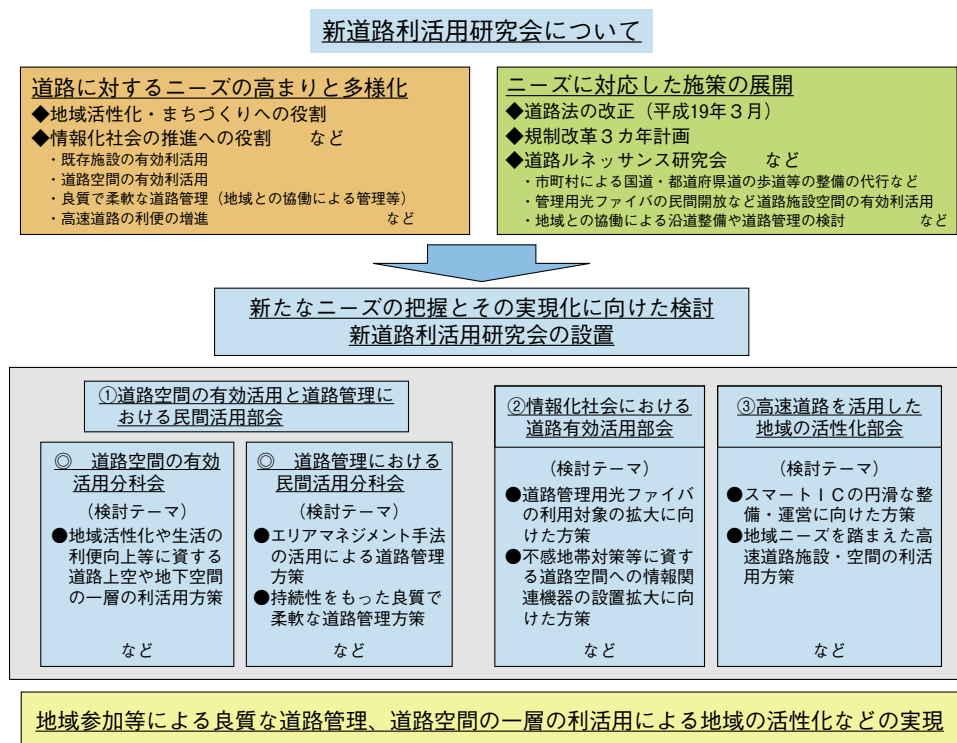 新道路利活用研究会について
道路に対するニーズの高まりと多様化
◆地域活性化・まちづくりへの役割
◆情報化社会の推進への役割　　など
・既存施設の有効利活用
・道路空間の有効利活用
・良質で柔軟な道路管理（地域との協働による管理等）
・高速道路の利便の増進　　など
ニーズに対応した施策の展開
◆道路法の改正（平成19年３月）
◆規制改革３カ年計画
◆道路ルネッサンス研究会　　など
・市町村による国道・都道府県道の歩道等の整備の代行など
・管理用光ファイバの民間開放など道路施設空間の有効利活用
・地域との協働による沿道整備や道路管理の検討　　など
新たなニーズの把握とその実現化に向けた検討
新道路利活用研究会の設置
①道路空間の有効活用と道路管理に
おける民間活用部会
◎　道路空間の有効
活用分科会
（検討テーマ）
●地域活性化や生活の
利便向上等に資する
道路上空や地下空間
の一層の利活用方策
など
◎　道路管理における
民間活用分科会
（検討テーマ）
●エリアマネジメント手法
の活用による道路管理
方策
●持続性をもった良質で
柔軟な道路管理方策
など
②情報化社会における
道路有効活用部会
（検討テーマ）
●道路管理用光ファイバ
の利用対象の拡大に向
けた方策
●不感地帯対策等に資す
る道路空間への情報関
連機器の設置拡大に向
けた方策
など
③高速道路を活用した
地域の活性化部会
（検討テーマ）
●スマートＩＣの円滑な整
備・運営に向けた方策
●地域ニーズを踏まえた高
速道路施設・空間の利活
用方策
など
地域参加等による良質な道路管理、道路空間の一層の利活用による地域の活性化などの実現